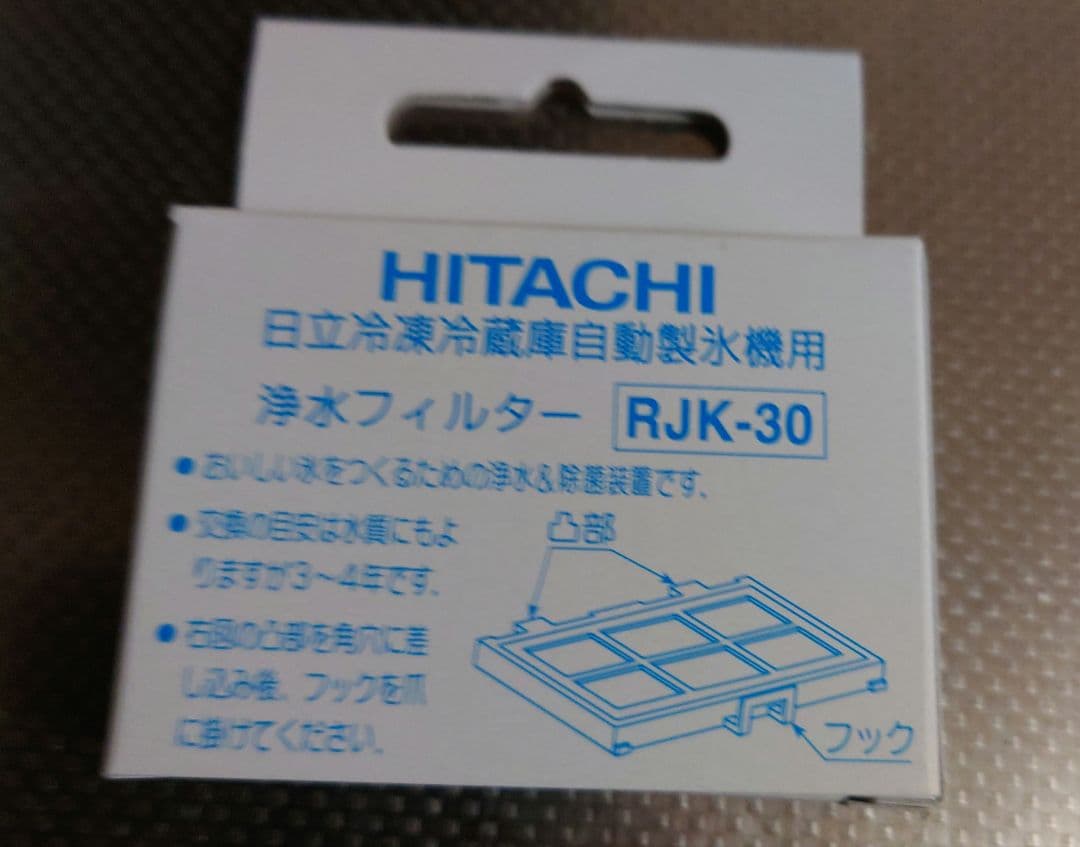 HITACHI
日立冷凍冷蔵庫自動製氷機用
浄水フィルター RJK-30
●おいしい氷をつくるための浄水&除菌装置です。
●交換の目安は水質にもよ
りますが3〜4年です。
●右図の凸部を角穴に差
し込み後、フックを爪
に掛けてください。
凸部
フック